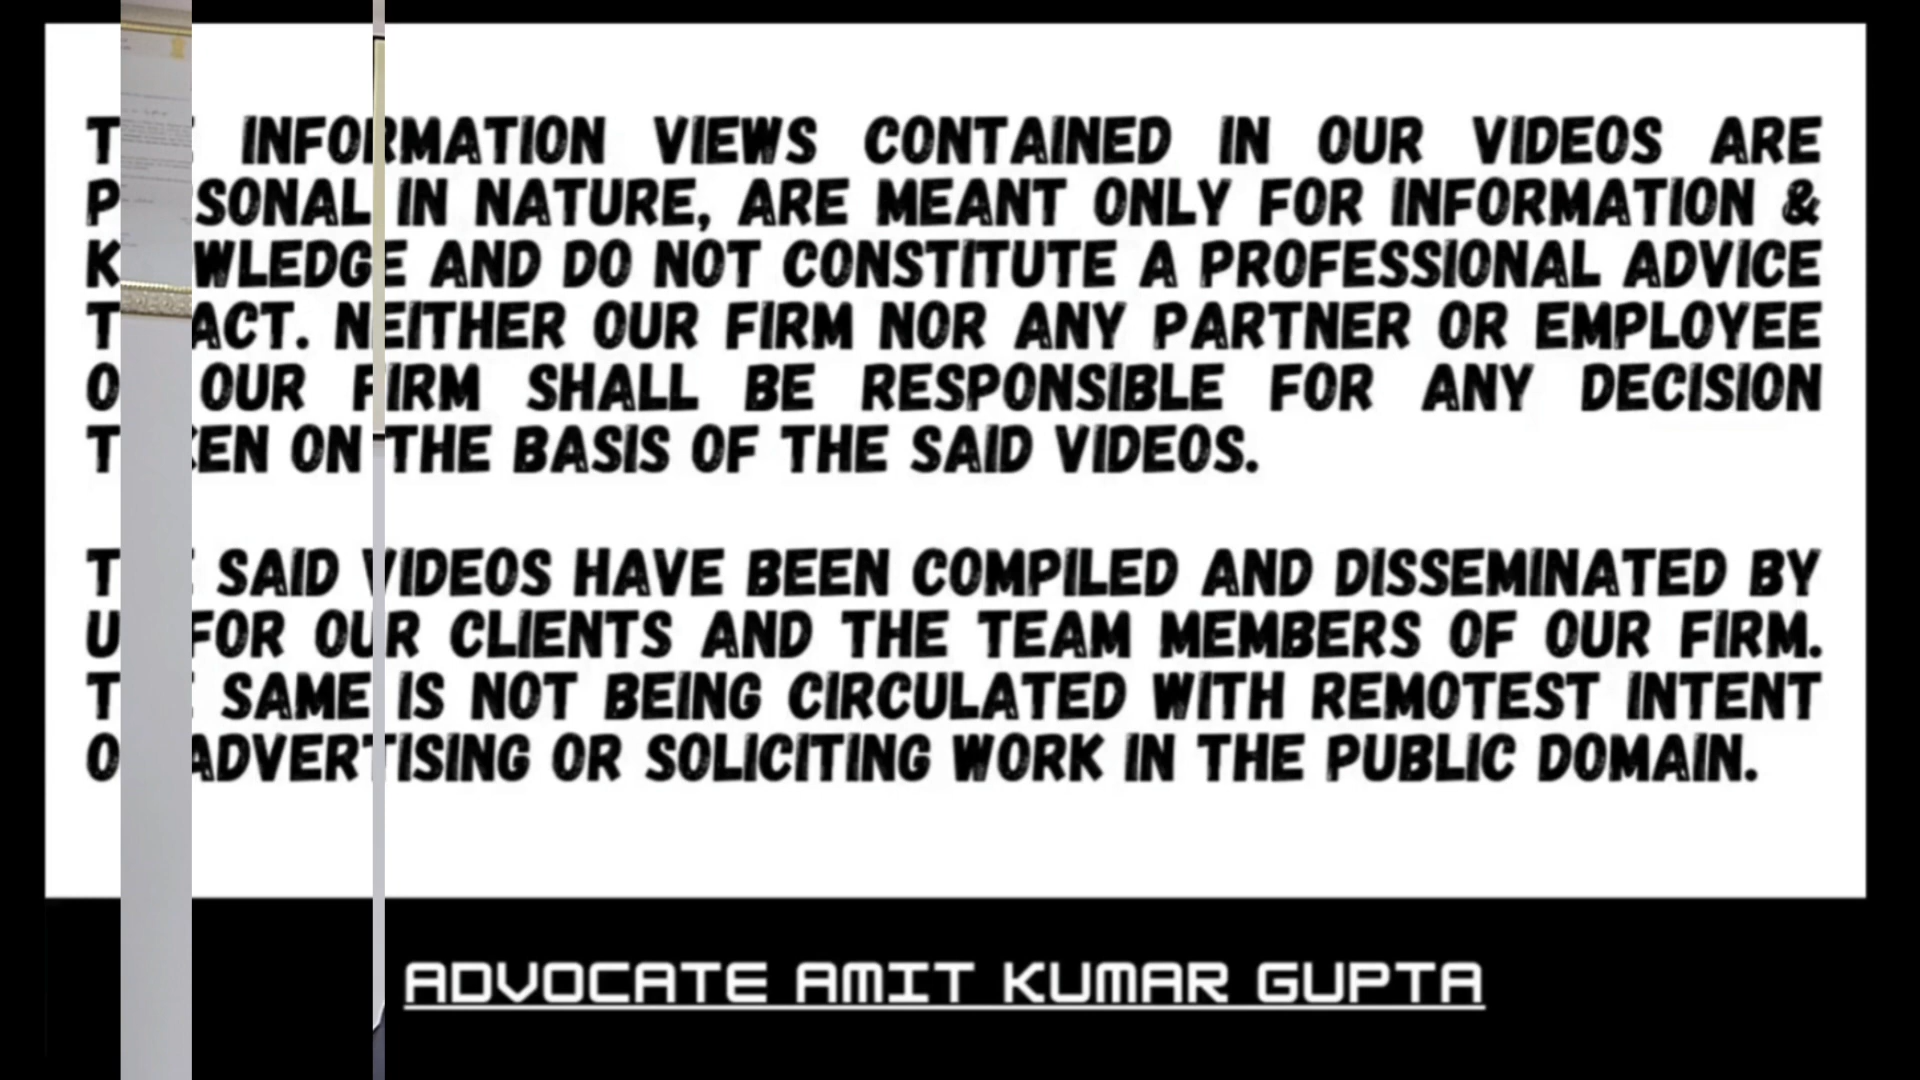 T INFORMATION VIEWS CONTAINED IN OUR VIDEOS ARE
P SONAL IN NATURE, ARE MEANT ONLY FOR INFORMATION &
K WLEDGE AND DO NOT CONSTITUTE A PROFESSIONAL ADVICE
T ACT. NEITHER OUR FIRM NOR ANY PARTNER OR EMPLOYEE
O OUR FIRM SHALL BE RESPONSIBLE FOR ANY DECISION
T KEN ON THE BASIS OF THE SAID VIDEOS.
T SAID VIDEOS HAVE BEEN COMPILED AND DISSEMINATED BY
U FOR OUR CLIENTS AND THE TEAM MEMBERS OF OUR FIRM.
T SAME IS NOT BEING CIRCULATED WITH REMOTEST INTENT
O ADVERTISING OR SOLICITING WORK IN THE PUBLIC DOMAIN.
ADVOCATE AMIT KUMAR GUPTA